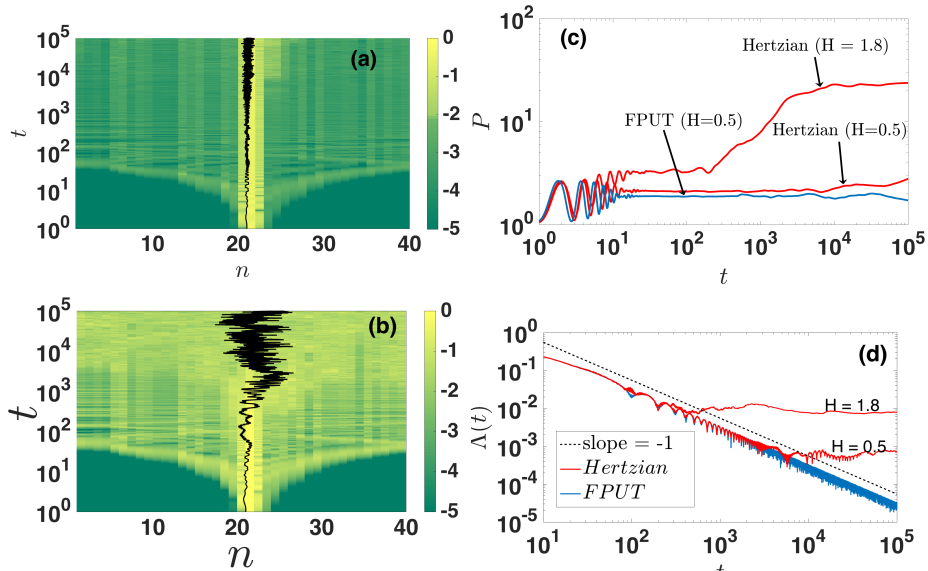 (a)
10^5
10^4
10^3
10^2
10^1
10^0
t
10 20 30 40
n
0
-1
-2
-3
-4
-5
(b)
10^5
10^4
10^3
10^2
10^1
10^0
t
10 20 30 40
n
0
-1
-2
-3
-4
-5
(c)
10^2
10^1
10^0
P
Hertzian (H = 1.8)
FPUT (H=0.5)
Hertzian (H=0.5)
10^0 10^1 10^2 10^3 10^4 10^5
t
(d)
10^0
10^-1
10^-2
10^-3
10^-4
10^-5
Λ(t)
H = 1.8
H = 0.5
slope = -1
Hertzian
FPUT
10^1 10^2 10^3 10^4 10^5
t